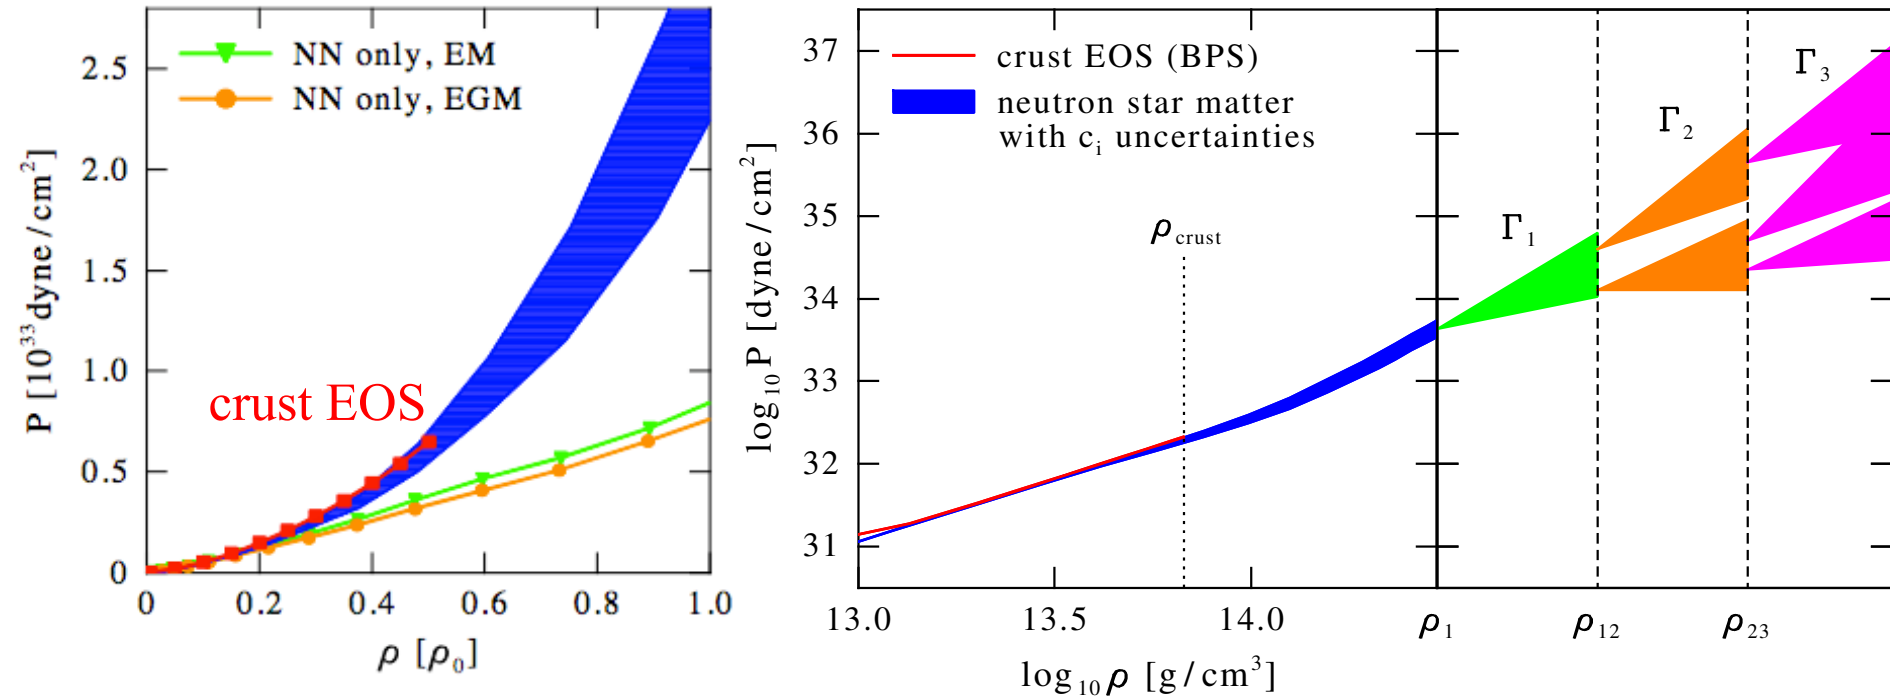 NN only, EM
NN only, EGM
crust EOS
2.5
2.0
1.5
1.0
0.5
0
P [10³³dyne/cm²]
0 0.2 0.4 0.6 0.8 1.0
ρ [ρ₀]
crust EOS (BPS)
neutron star matter
with cᵢ uncertainties
ρcrust
Γ₁
Γ₂
Γ₃
37
36
35
34
33
32
31
log₁₀P [dyne/cm²]
13.0 13.5 14.0 ρ₁ ρ₁₂ ρ₂₃
log₁₀ρ [g/cm³]